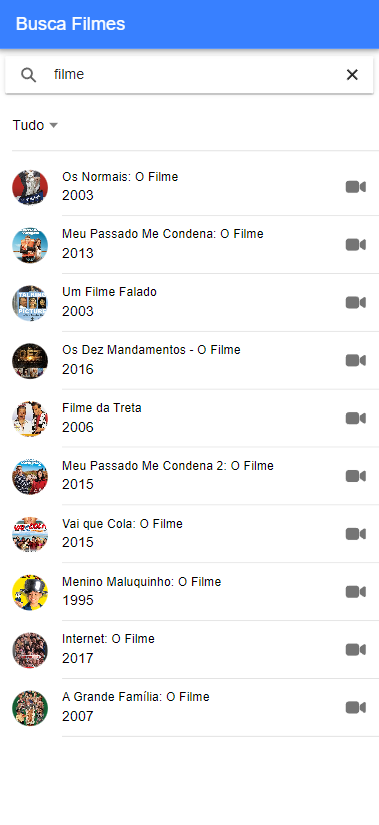 Busca Filmes
filme
Tudo
Os Normais: O Filme
2003
Meu Passado Me Condena: O Filme
2013
Um Filme Falado
2003
Os Dez Mandamentos - O Filme
2016
Filme da Treta
2006
Meu Passado Me Condena 2: O Filme
2015
Vai que Cola: O Filme
2015
Menino Maluquinho: O Filme
1995
Internet: O Filme
2017
A Grande Família: O Filme
2007